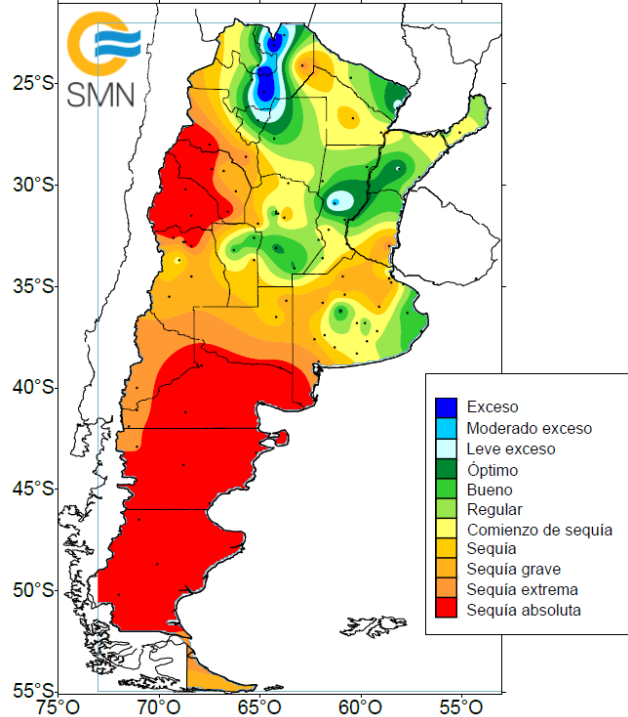 SMN
25°S
30°S
35°S
40°S
45°S
50°S
55°S
75°O
70°O
65°O
60°O
55°O
Exceso
Moderado exceso
Leve exceso
Óptimo
Bueno
Regular
Comienzo de sequía
Sequía
Sequía grave
Sequía extrema
Sequía absoluta